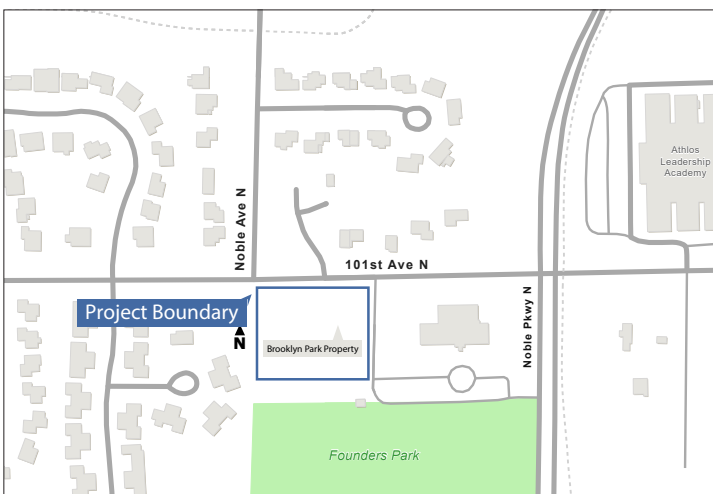 Athlos
Leadership
Academy
Noble Ave N
101st Ave N
Project Boundary
N
Brooklyn Park Property
Noble Pkwy N
Founders Park